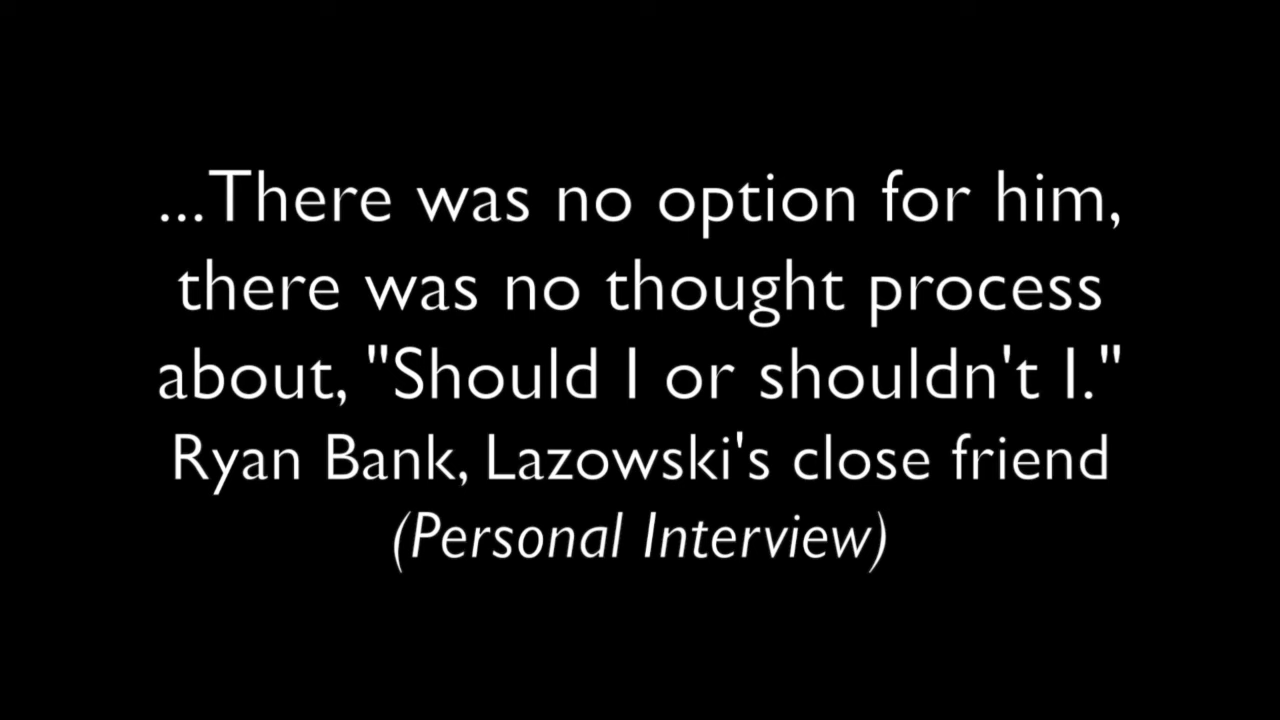 ...There was no option for him,
there was no thought process
about, "Should I or shouldn't I."
Ryan Bank, Lazowski's close friend
(Personal Interview)